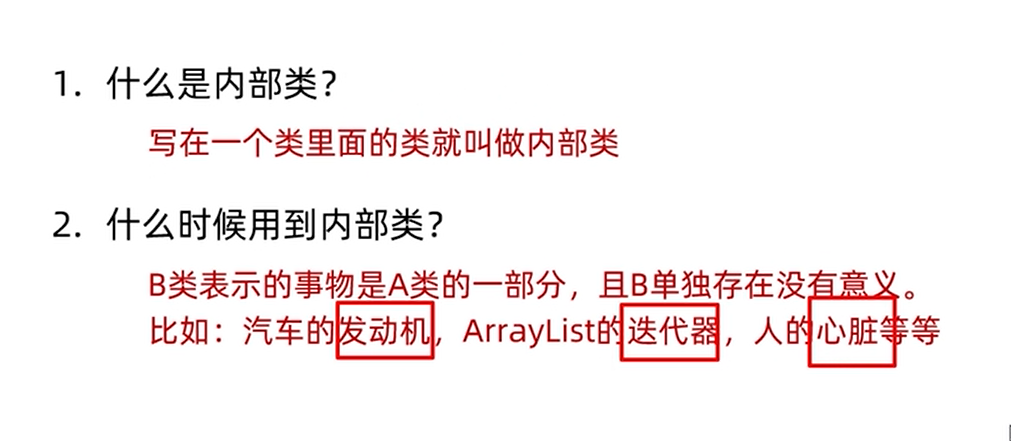 1. 什么是内部类？
写在一个类里面的类就叫做内部类
2. 什么时候用到内部类？
B类表示的事物是A类的一部分，且B单独存在没有意义。
比如：汽车的发动机，ArrayList的迭代器，人的心脏等等